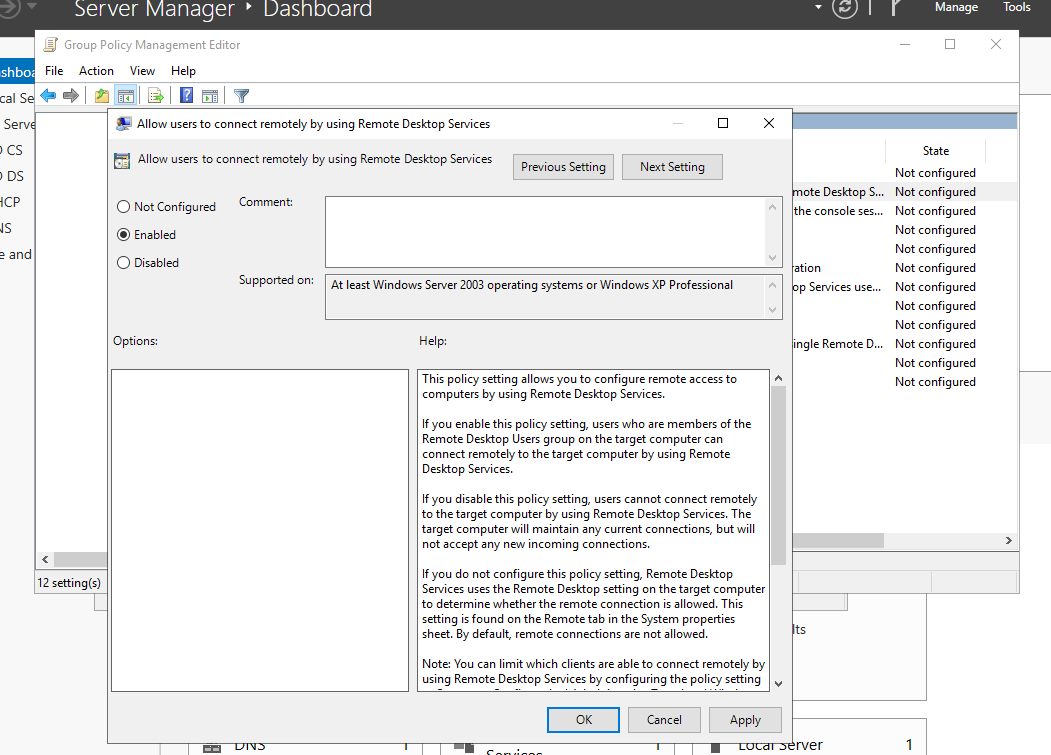 Server Manager ‣ Dashboard
Manage Tools
Group Policy Management Editor
File Action View Help
Allow users to connect remotely by using Remote Desktop Services
Allow users to connect remotely by using Remote Desktop Services
Previous Setting
Next Setting
Not Configured
Enabled
Disabled
Comment:
Supported on:
At least Windows Server 2003 operating systems or Windows XP Professional
Options:
Help:
This policy setting allows you to configure remote access to
computers by using Remote Desktop Services.
If you enable this policy setting, users who are members of the
Remote Desktop Users group on the target computer can
connect remotely to the target computer by using Remote
Desktop Services.
If you disable this policy setting, users cannot connect remotely
to the target computer by using Remote Desktop Services. The
target computer will maintain any current connections, but will
not accept any new incoming connections.
If you do not configure this policy setting, Remote Desktop
Services uses the Remote Desktop setting on the target computer
to determine whether the remote connection is allowed. This
setting is found on the Remote tab in the System properties
sheet. By default, remote connections are not allowed.
Note: You can limit which clients are able to connect remotely by
using Remote Desktop Services by configuring the policy setting
OK
Cancel
Apply
State
Not configured
mote Desktop S... Not configured
the console ses... Not configured
Not configured
Not configured
ration Not configured
op Services use... Not configured
Not configured
Not configured
ingle Remote D... Not configured
Not configured
Not configured
shboa
cal Se
Server
CS
DS
HCP
NS
e and
12 setting(s)
lts
DNS 1
Services 1
Local Server 1